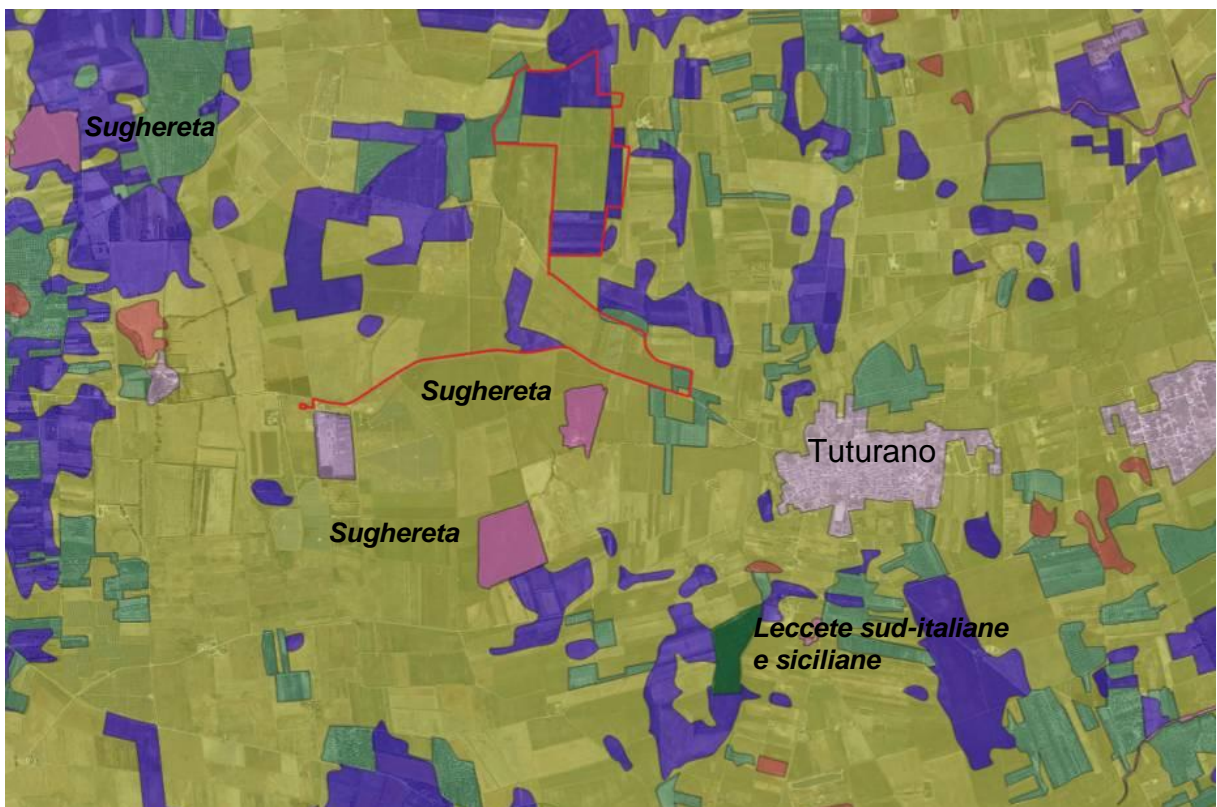 Sughereta
Sughereta
Tuturano
Sughereta
Leccete sud-italiane
e siciliane